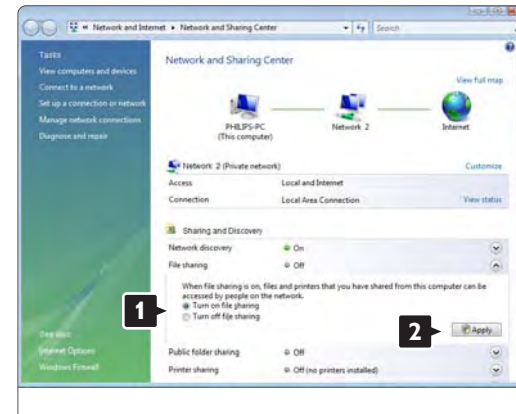 Network and Internet ▸ Network and Sharing Center
Search
Tasks
View computers and devices
Connect to a network
Set up a connection or network
Manage network connections
Diagnose and repair
See also
Internet Options
Windows Firewall
Network and Sharing Center
View full map
PHILIPS-PC
(This computer)
Network 2
Internet
Network 2 (Private network)
Customize
Access
Local and Internet
Connection
Local Area Connection
View status
Sharing and Discovery
Network discovery
On
File sharing
Off
When file sharing is on, files and printers that you have shared from this computer can be
accessed by people on the network.
1
Turn on file sharing
Turn off file sharing
2
Apply
Public folder sharing
Off
Printer sharing
Off (no printers installed)